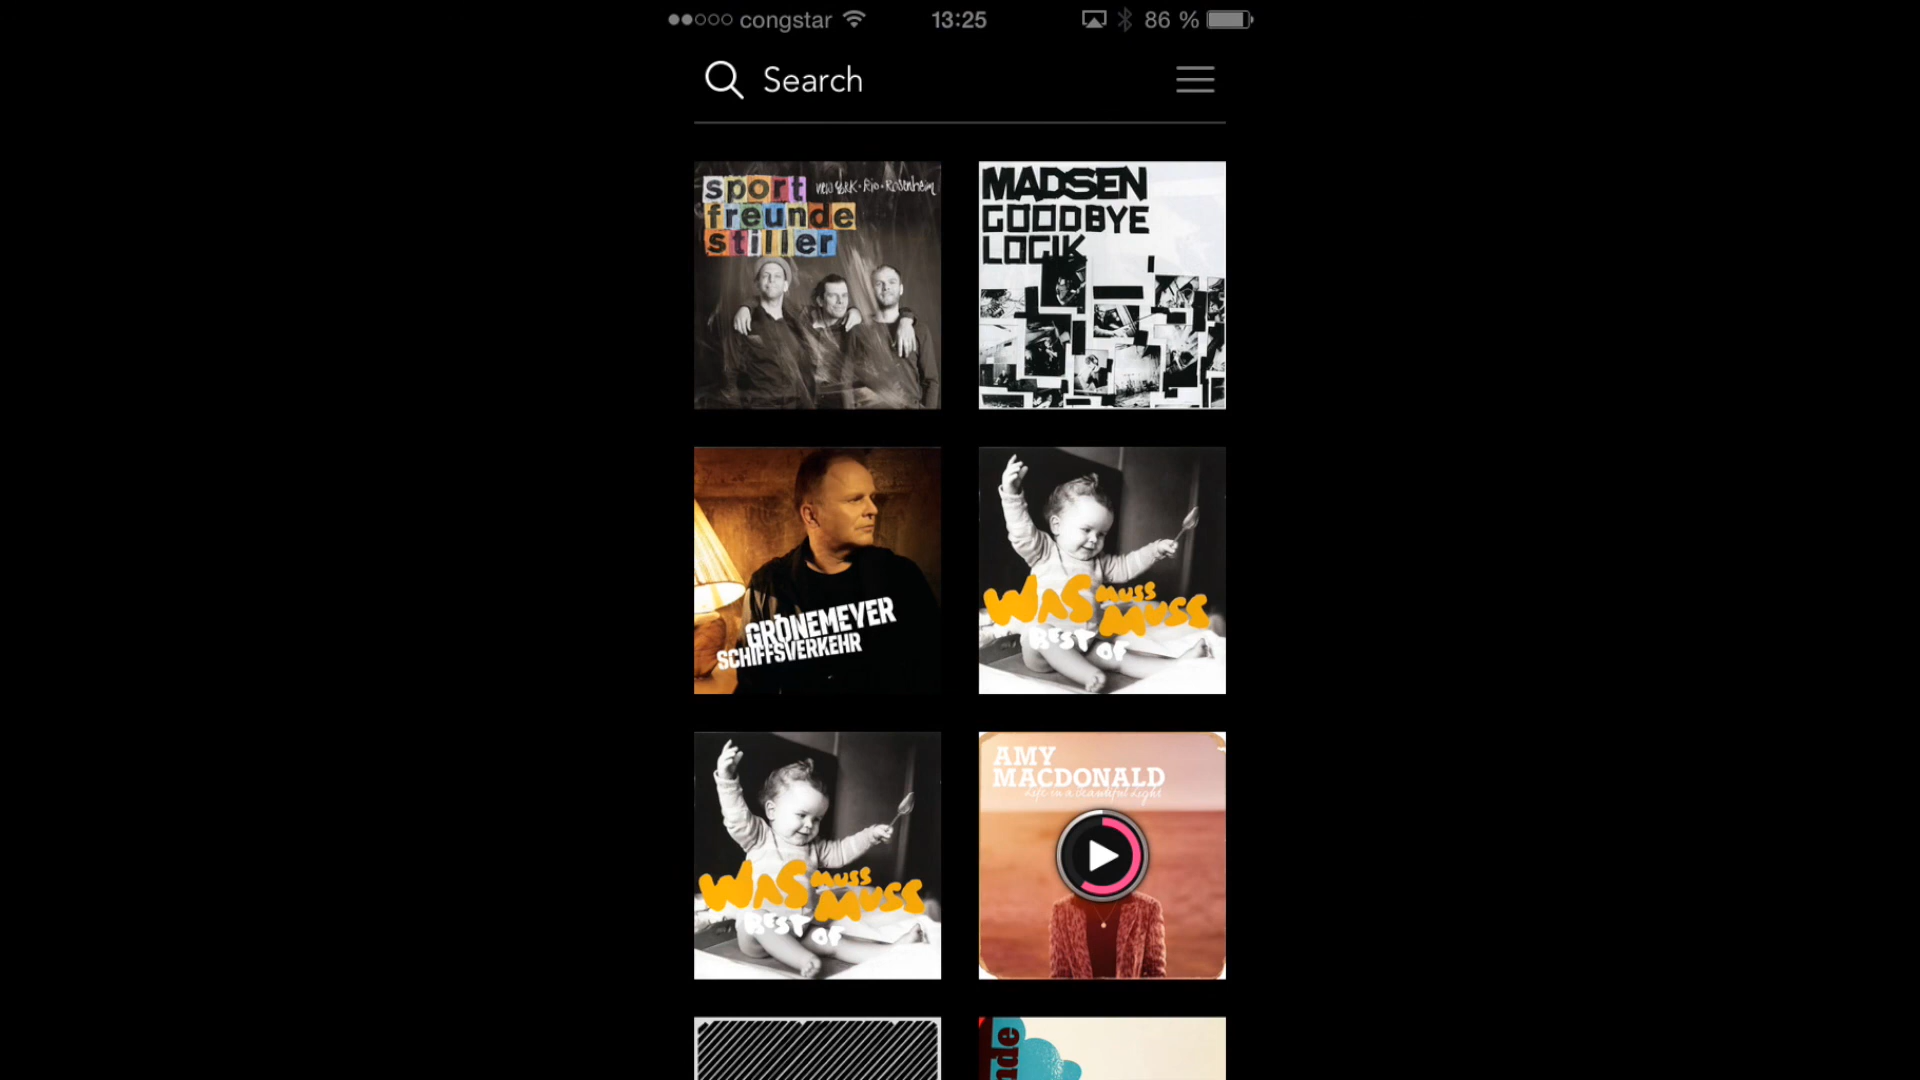 congstar 13:25 86 %
Search
sport new york • Rio • Rosenheim
freunde
stiller
MADSEN
GOODBYE
LOGIK
GRÖNEMEYER
SCHIFFSVERKEHR
WAS MUSS
MUSS
BEST OF
WAS MUSS
MUSS
BEST OF
AMY
MACDONALD
Life in a beautiful light
nde